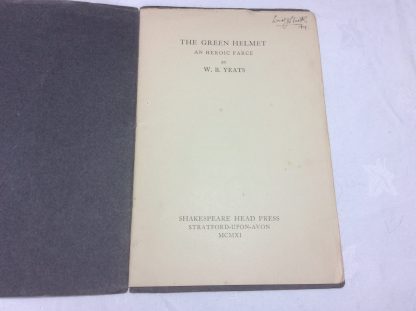 THE GREEN HELMET
AN HEROIC FARCE
BY
W. B. YEATS
SHAKESPEARE HEAD PRESS
STRATFORD-UPON-AVON
MCMXI